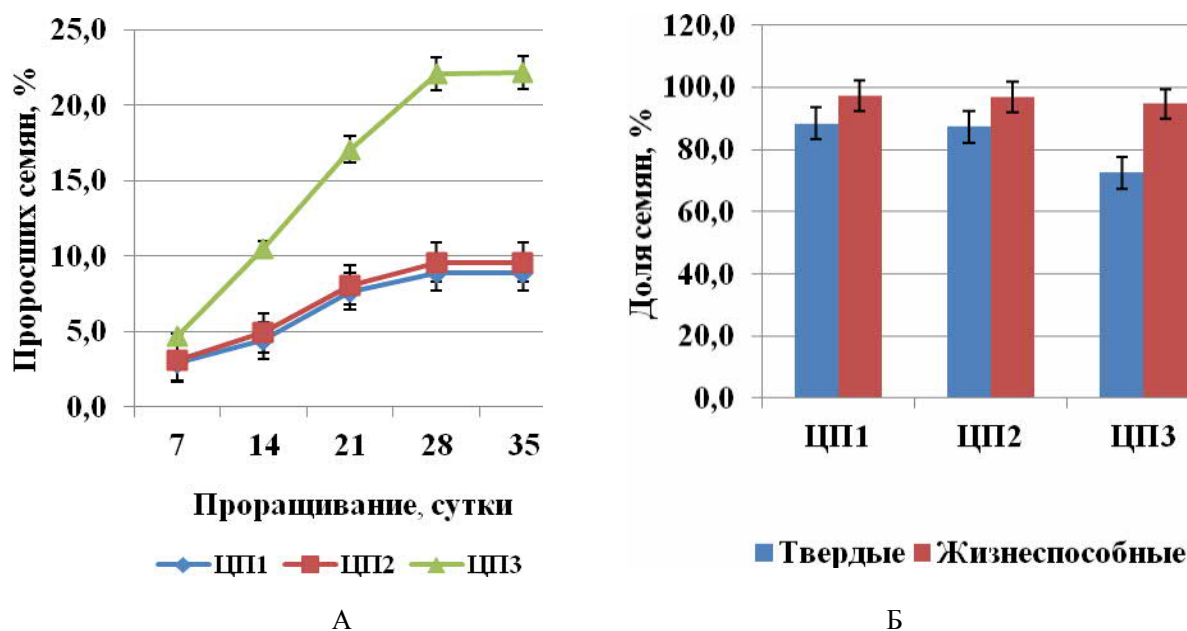 25,0
20,0
15,0
10,0
5,0
0,0
Проросших семян, %
7 14 21 28 35
Проращивание, сутки
ЦП1 ЦП2 ЦП3
А
120,0
100,0
80,0
60,0
40,0
20,0
0,0
Доля семян, %
ЦП1 ЦП2 ЦП3
Твердые Жизнеспособные
Б